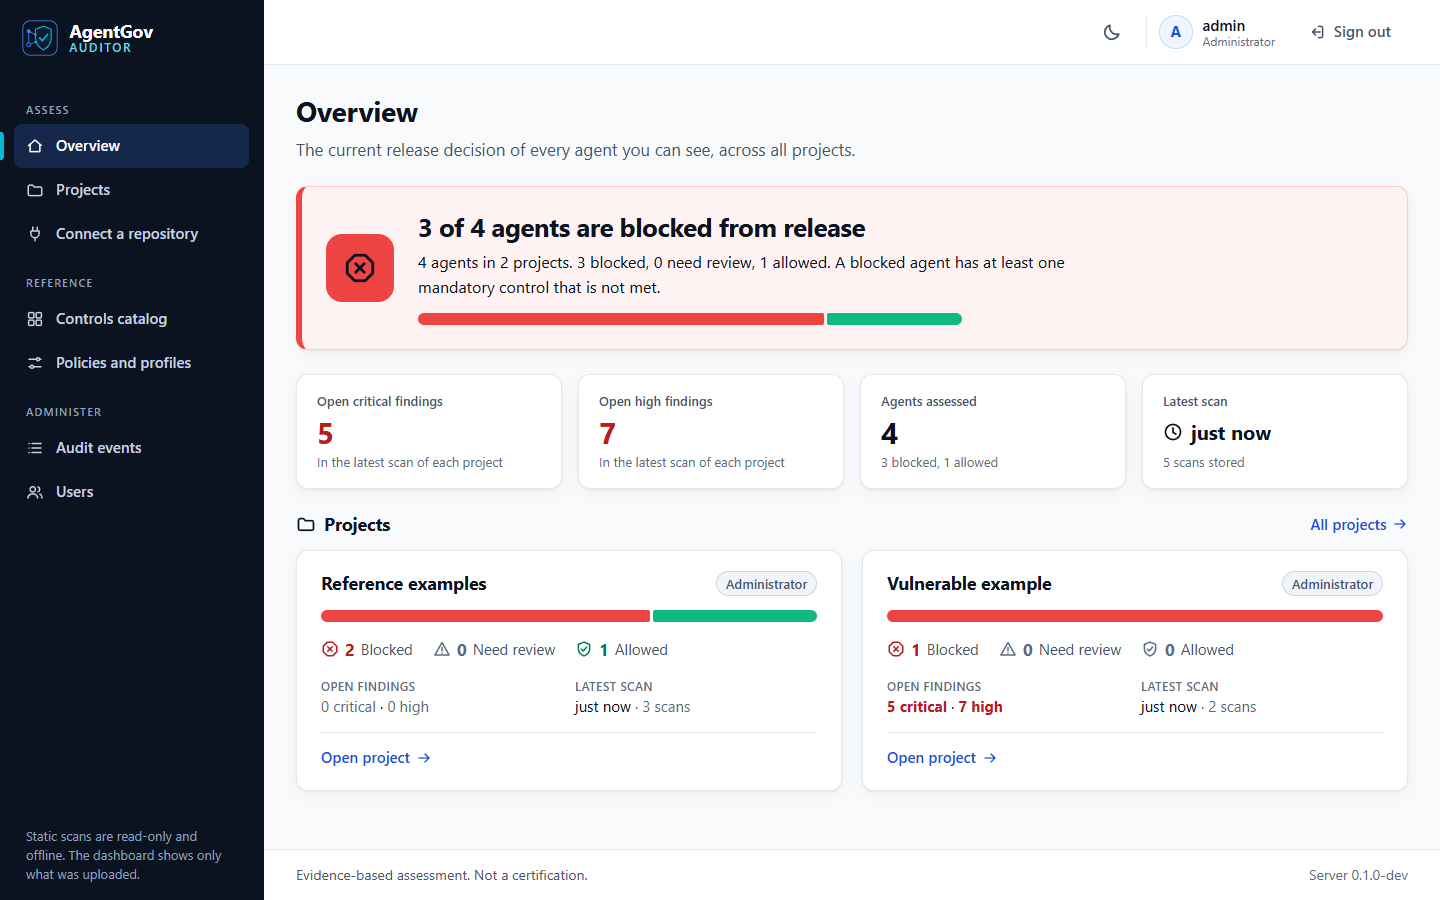 AgentGov
AUDITOR
ASSESS
Overview
Projects
Connect a repository
REFERENCE
Controls catalog
Policies and profiles
ADMINISTER
Audit events
Users
Static scans are read-only and
offline. The dashboard shows only
what was uploaded.
A
admin
Administrator
Sign out
Overview
The current release decision of every agent you can see, across all projects.
3 of 4 agents are blocked from release
4 agents in 2 projects. 3 blocked, 0 need review, 1 allowed. A blocked agent has at least one
mandatory control that is not met.
Open critical findings
5
In the latest scan of each project
Open high findings
7
In the latest scan of each project
Agents assessed
4
3 blocked, 1 allowed
Latest scan
just now
5 scans stored
Projects
All projects →
Reference examples
Administrator
2 Blocked
0 Need review
1 Allowed
OPEN FINDINGS
0 critical · 0 high
LATEST SCAN
just now · 3 scans
Open project →
Vulnerable example
Administrator
1 Blocked
0 Need review
0 Allowed
OPEN FINDINGS
5 critical · 7 high
LATEST SCAN
just now · 2 scans
Open project →
Evidence-based assessment. Not a certification.
Server 0.1.0-dev